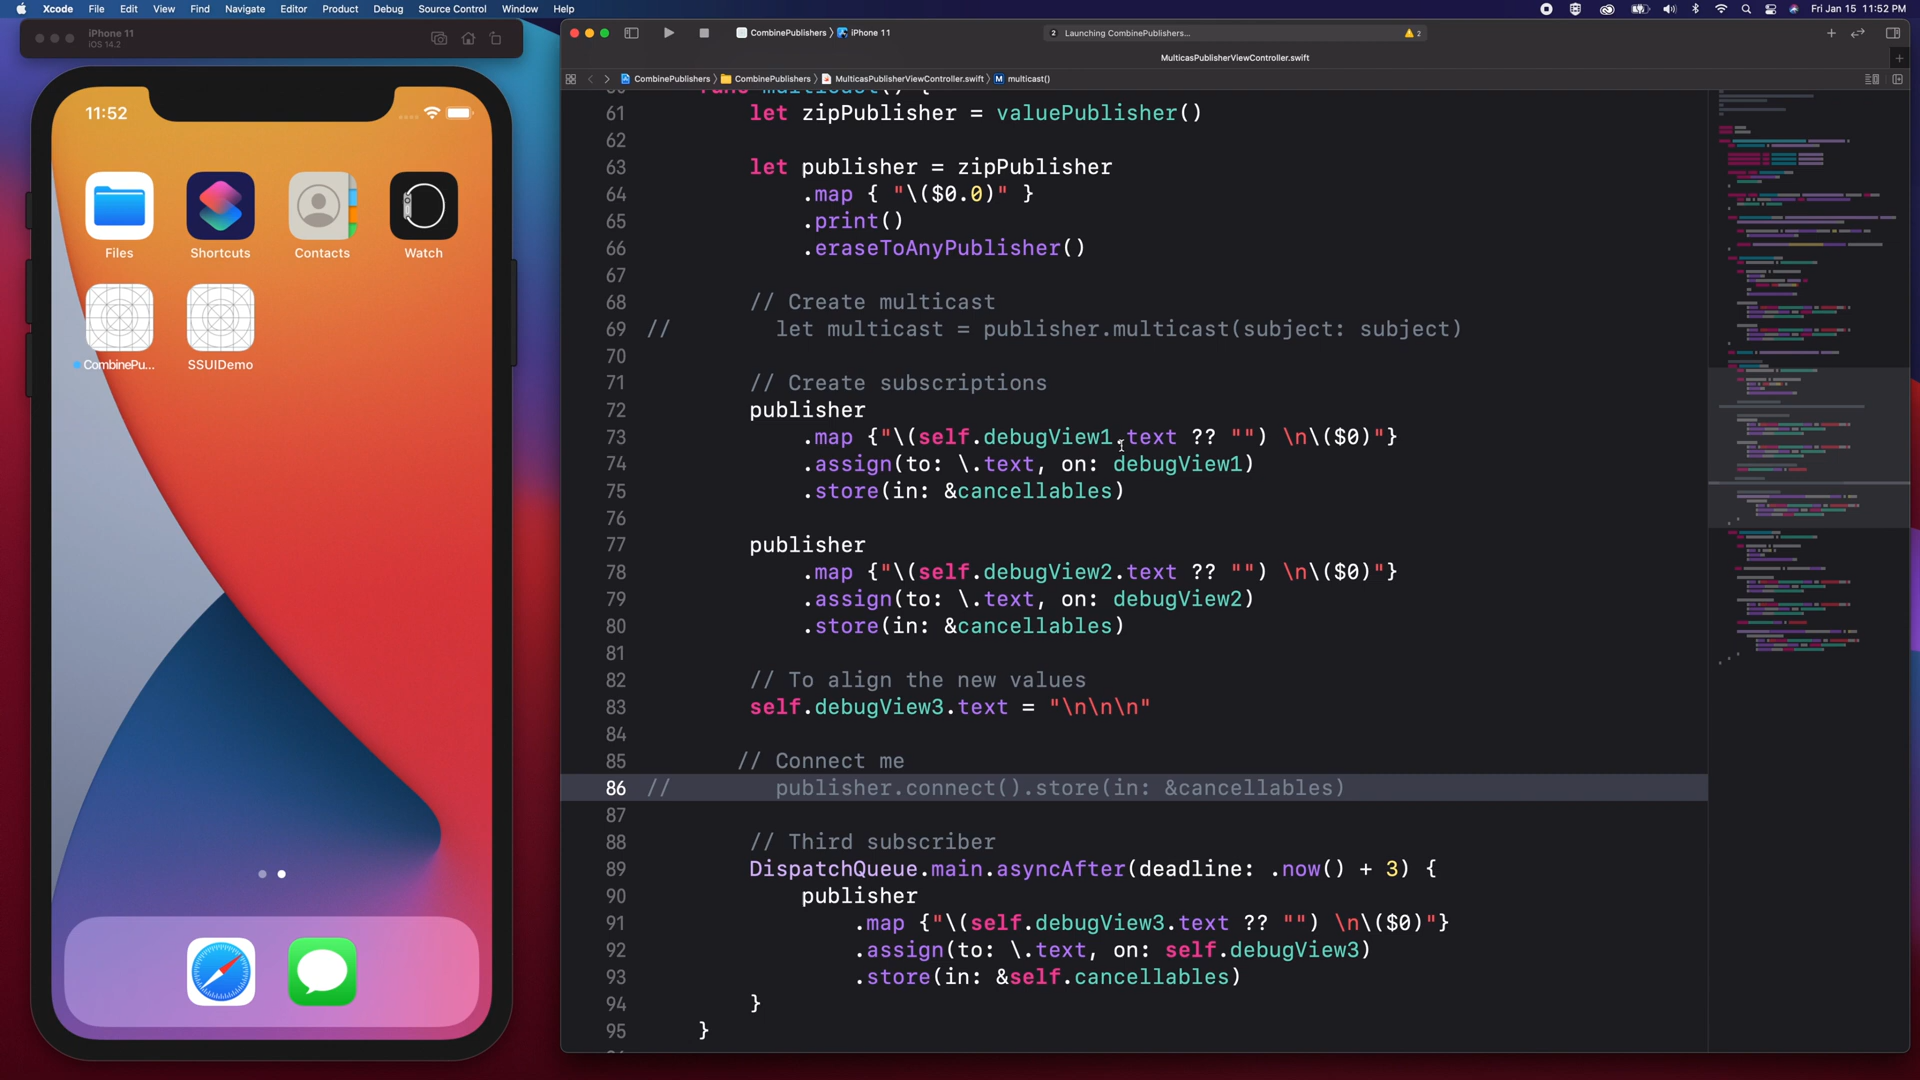 Xcode File Edit View Find Navigate Editor Product Debug Source Control Window Help
Fri Jan 15 11:52 PM
iPhone 11
iOS 14.2
CombinePublishers iPhone 11
2 Launching CombinePublishers... 2
MulticasPublisherViewController.swift
CombinePublishers CombinePublishers MulticasPublisherViewController.swift M multicast()
11:52
Files Shortcuts Contacts Watch
CombinePu... SSUIDemo
61 let zipPublisher = valuePublisher()
62
63 let publisher = zipPublisher
64 .map { "\($0.0)" }
65 .print()
66 .eraseToAnyPublisher()
67
68 // Create multicast
69 // let multicast = publisher.multicast(subject: subject)
70
71 // Create subscriptions
72 publisher
73 .map {"\(self.debugView1.text ?? "") \n\($0)"}
74 .assign(to: \.text, on: debugView1)
75 .store(in: &cancellables)
76
77 publisher
78 .map {"\(self.debugView2.text ?? "") \n\($0)"}
79 .assign(to: \.text, on: debugView2)
80 .store(in: &cancellables)
81
82 // To align the new values
83 self.debugView3.text = "\n\n\n"
84
85 // Connect me
86 // publisher.connect().store(in: &cancellables)
87
88 // Third subscriber
89 DispatchQueue.main.asyncAfter(deadline: .now() + 3) {
90 publisher
91 .map {"\(self.debugView3.text ?? "") \n\($0)"}
92 .assign(to: \.text, on: self.debugView3)
93 .store(in: &self.cancellables)
94 }
95 }